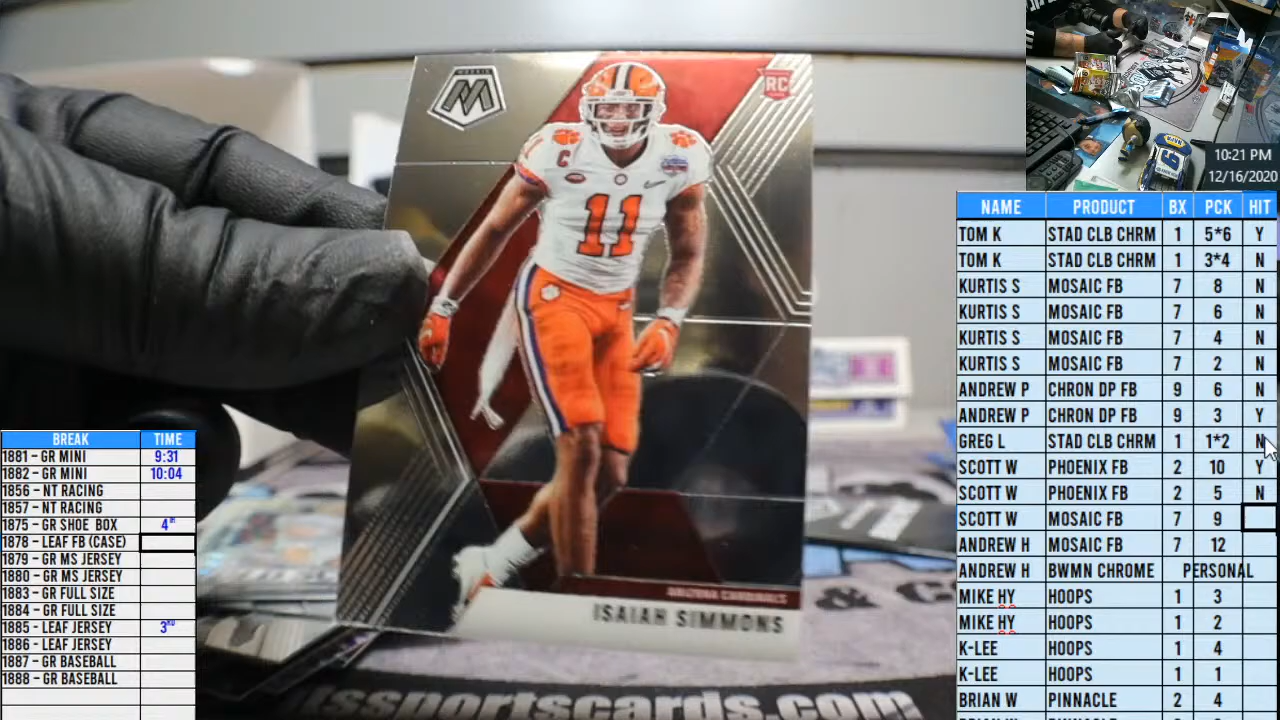 MOSAIC
RC
C
11
ARIZONA CARDINALS
ISAIAH SIMMONS
ssportscards.com
10:21 PM
12/16/2020
NAME PRODUCT BX PCK HIT
TOM K STAD CLB CHRM 1 5*6 Y
TOM K STAD CLB CHRM 1 3*4 N
KURTIS S MOSAIC FB 7 8 N
KURTIS S MOSAIC FB 7 6 N
KURTIS S MOSAIC FB 7 4 N
KURTIS S MOSAIC FB 7 2 N
ANDREW P CHRON DP FB 9 6 N
ANDREW P CHRON DP FB 9 3 Y
GREG L STAD CLB CHRM 1 1*2 N
SCOTT W PHOENIX FB 2 10 Y
SCOTT W PHOENIX FB 2 5 N
SCOTT W MOSAIC FB 7 9
ANDREW H MOSAIC FB 7 12
ANDREW H BWMN CHROME PERSONAL
MIKE HY HOOPS 1 3
MIKE HY HOOPS 1 2
K-LEE HOOPS 1 4
K-LEE HOOPS 1 1
BRIAN W PINNACLE 2 4
BREAK TIME
1881 - GR MINI 9:31
1882 - GR MINI 10:04
1856 - NT RACING
1857 - NT RACING
1875 - GR SHOE BOX 4TH
1878 - LEAF FB (CASE)
1879 - GR MS JERSEY
1880 - GR MS JERSEY
1883 - GR FULL SIZE
1884 - GR FULL SIZE
1885 - LEAF JERSEY 3RD
1886 - LEAF JERSEY
1887 - GR BASEBALL
1888 - GR BASEBALL